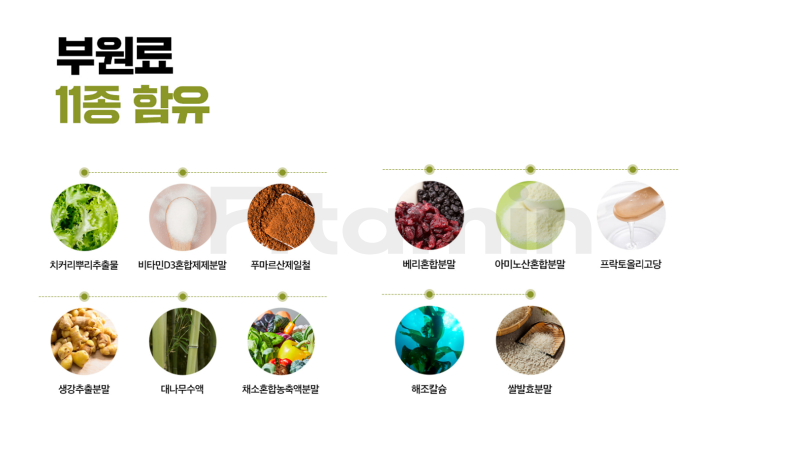 부원료
11종 함유
Pitamin
치커리뿌리추출물
비타민D3혼합제제분말
푸마르산제일철
베리혼합분말
아미노산혼합분말
프락토올리고당
생강추출분말
대나무수액
채소혼합농축액분말
해조칼슘
쌀발효분말